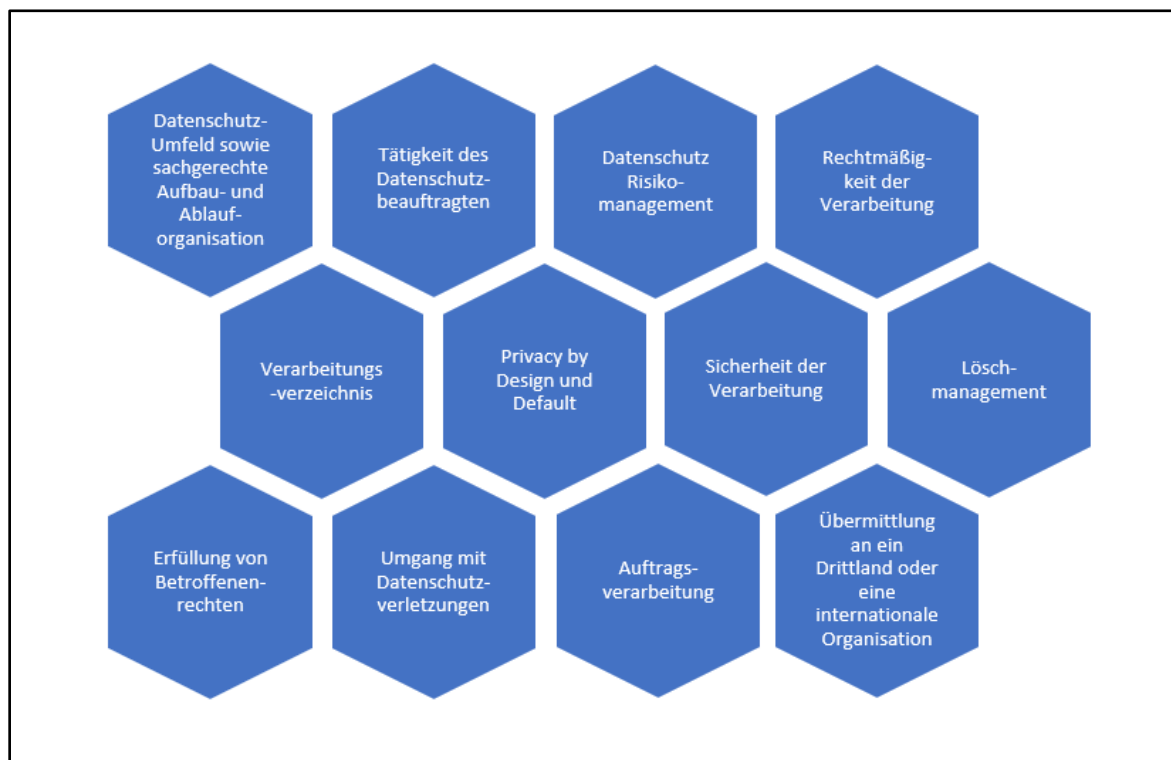 Datenschutz-
Umfeld sowie
sachgerechte
Aufbau- und
Ablauf-
organisation
Tätigkeit des
Datenschutz-
beauftragten
Datenschutz
Risiko-
management
Rechtmäßig-
keit der
Verarbeitung
Verarbeitungs
-verzeichnis
Privacy by
Design und
Default
Sicherheit der
Verarbeitung
Lösch-
management
Erfüllung von
Betroffenen-
rechten
Umgang mit
Datenschutz-
verletzungen
Auftrags-
verarbeitung
Übermittlung
an ein
Drittland oder
eine
internationale
Organisation